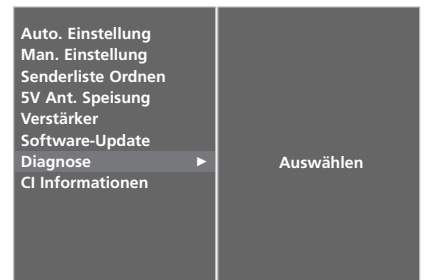 Auto. Einstellung
Man. Einstellung
Senderliste Ordnen
5V Ant. Speisung
Verstärker
Software-Update
Diagnose ►
CI Informationen
Auswählen